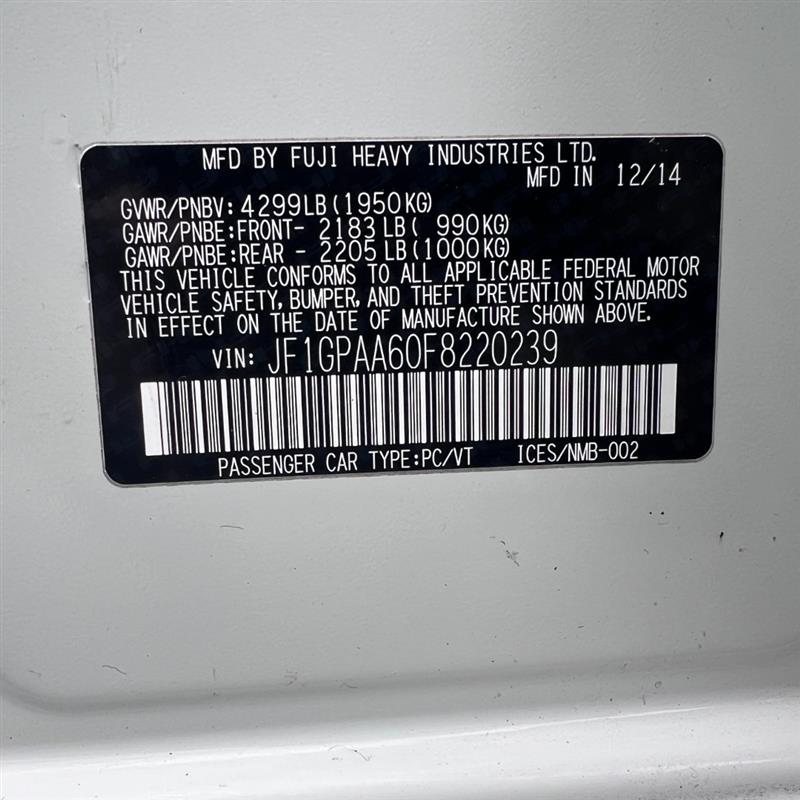 MFD BY FUJI HEAVY INDUSTRIES LTD.
MFD IN 12/14
GVWR/PNBV: 4299LB(1950KG)
GAWR/PNBE:FRONT- 2183LB( 990KG)
GAWR/PNBE:REAR - 2205LB(1000KG)
THIS VEHICLE CONFORMS TO ALL APPLICABLE FEDERAL MOTOR
VEHICLE SAFETY, BUMPER, AND THEFT PREVENTION STANDARDS
IN EFFECT ON THE DATE OF MANUFACTURE SHOWN ABOVE.
VIN: JF1GPAA60F8220239
PASSENGER CAR TYPE:PC/VT ICES/NMB-002